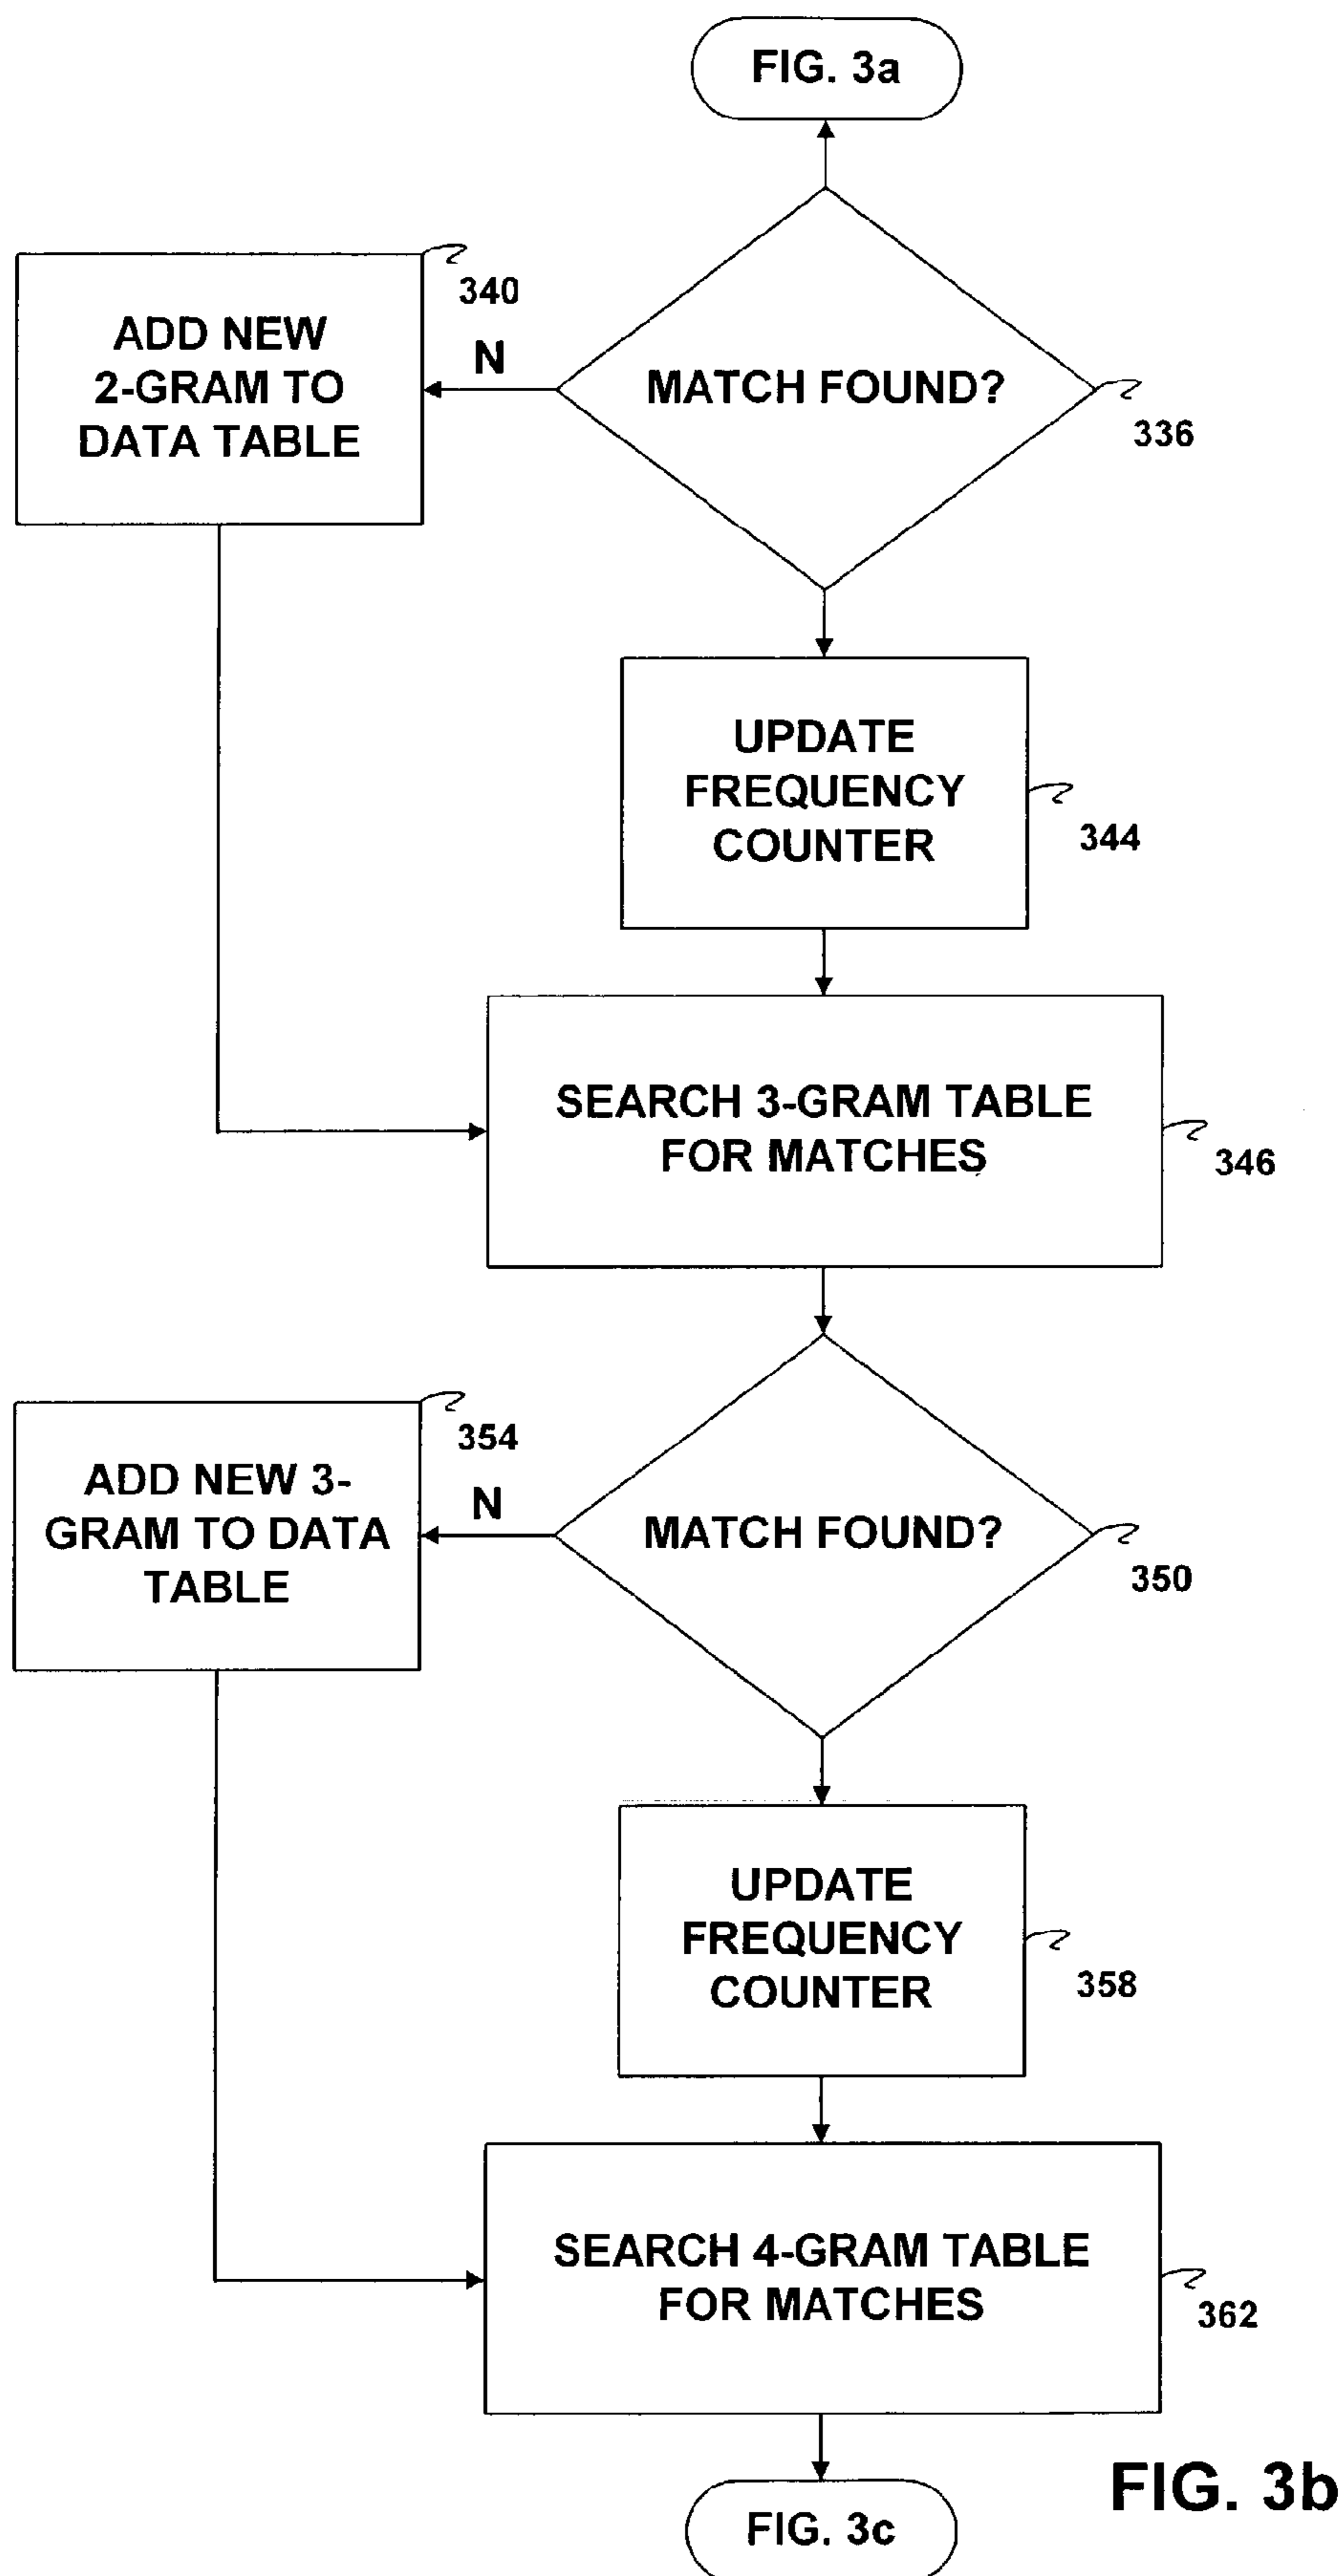 FIG. 3a
340
ADD NEW
2-GRAM TO
DATA TABLE
N
MATCH FOUND?
336
UPDATE
FREQUENCY
COUNTER
344
SEARCH 3-GRAM TABLE
FOR MATCHES
346
354
ADD NEW 3-
GRAM TO DATA
TABLE
N
MATCH FOUND?
350
UPDATE
FREQUENCY
COUNTER
358
SEARCH 4-GRAM TABLE
FOR MATCHES
362
FIG. 3b
FIG. 3c